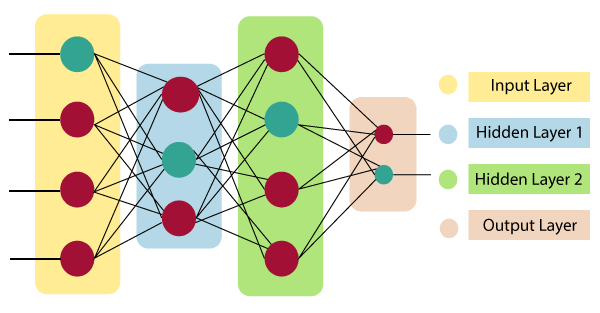 Input Layer
Hidden Layer 1
Hidden Layer 2
Output Layer